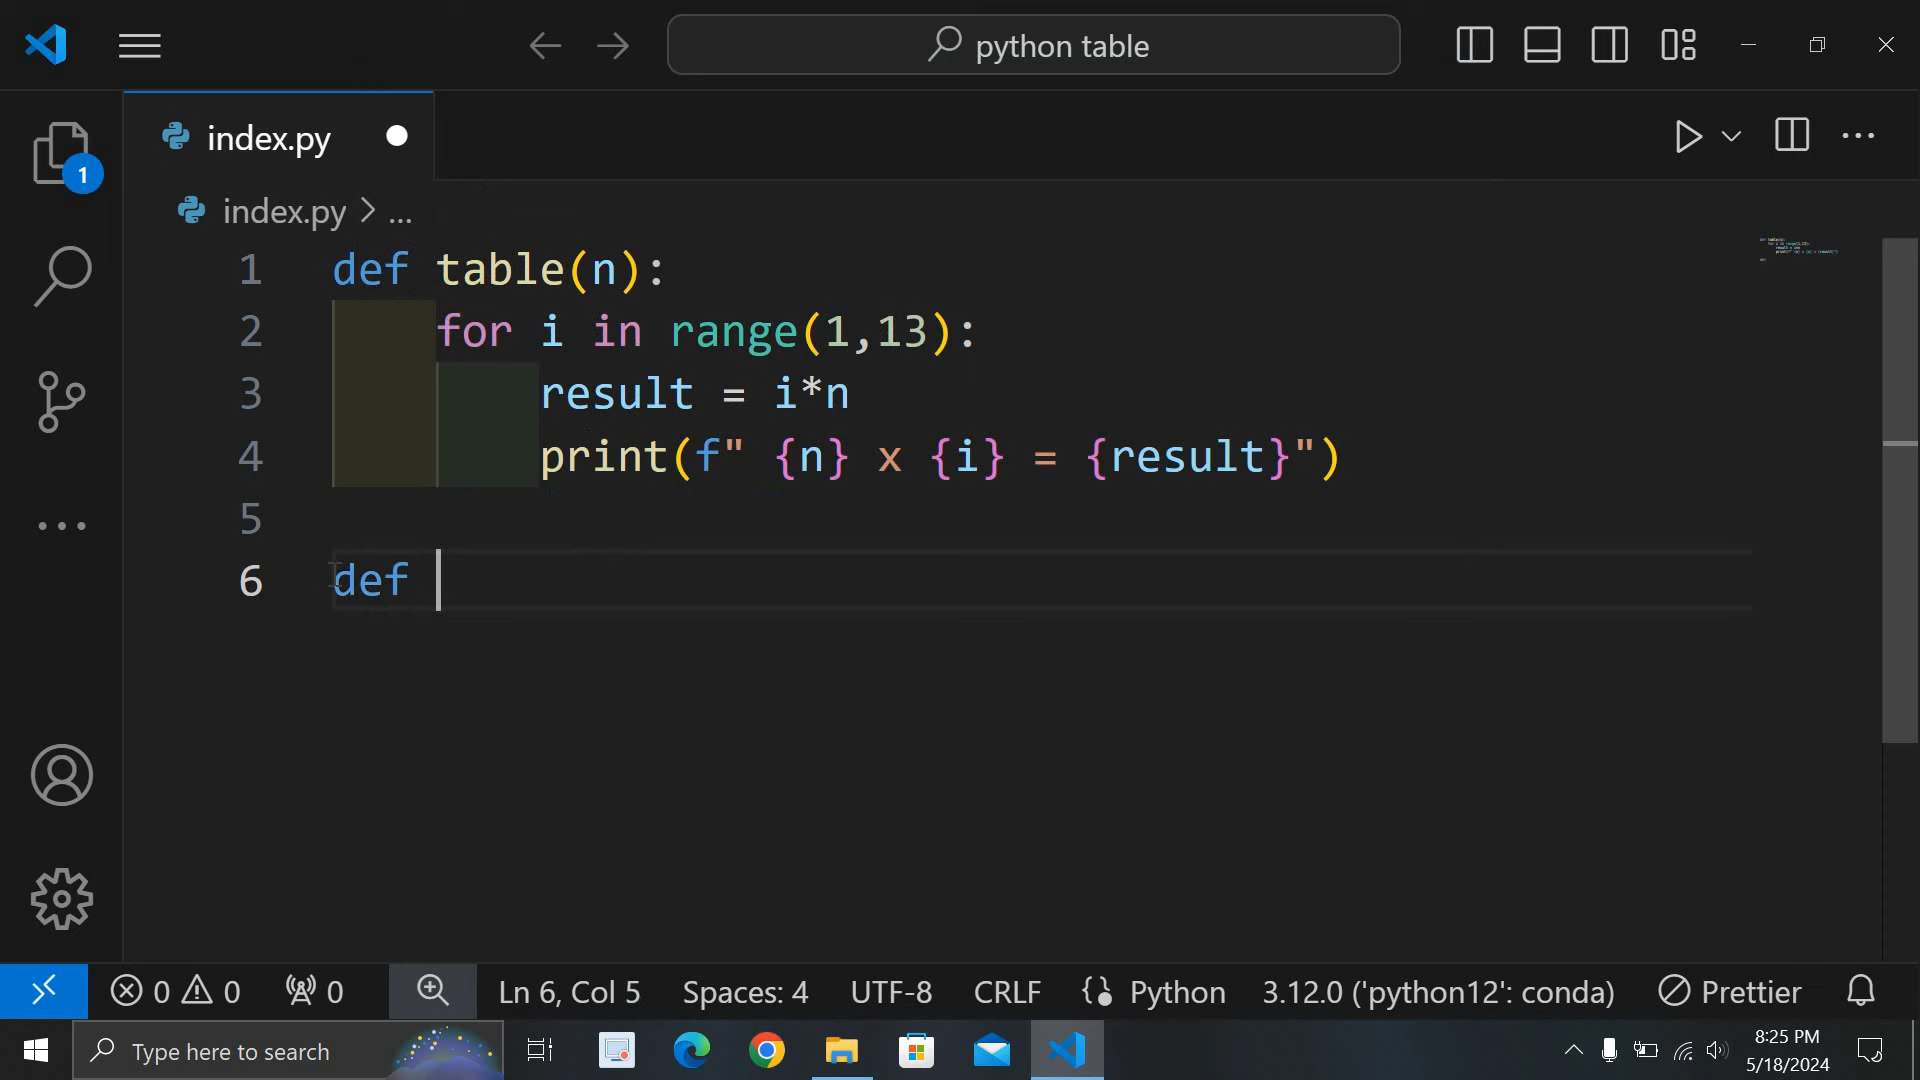 python table
index.py
1
index.py > ...
1 def table(n):
2 for i in range(1,13):
3 result = i*n
4 print(f" {n} x {i} = {result}")
5
6 def
0 0 0 Ln 6, Col 5 Spaces: 4 UTF-8 CRLF Python 3.12.0 ('python12': conda) Prettier
Type here to search
8:25 PM
5/18/2024